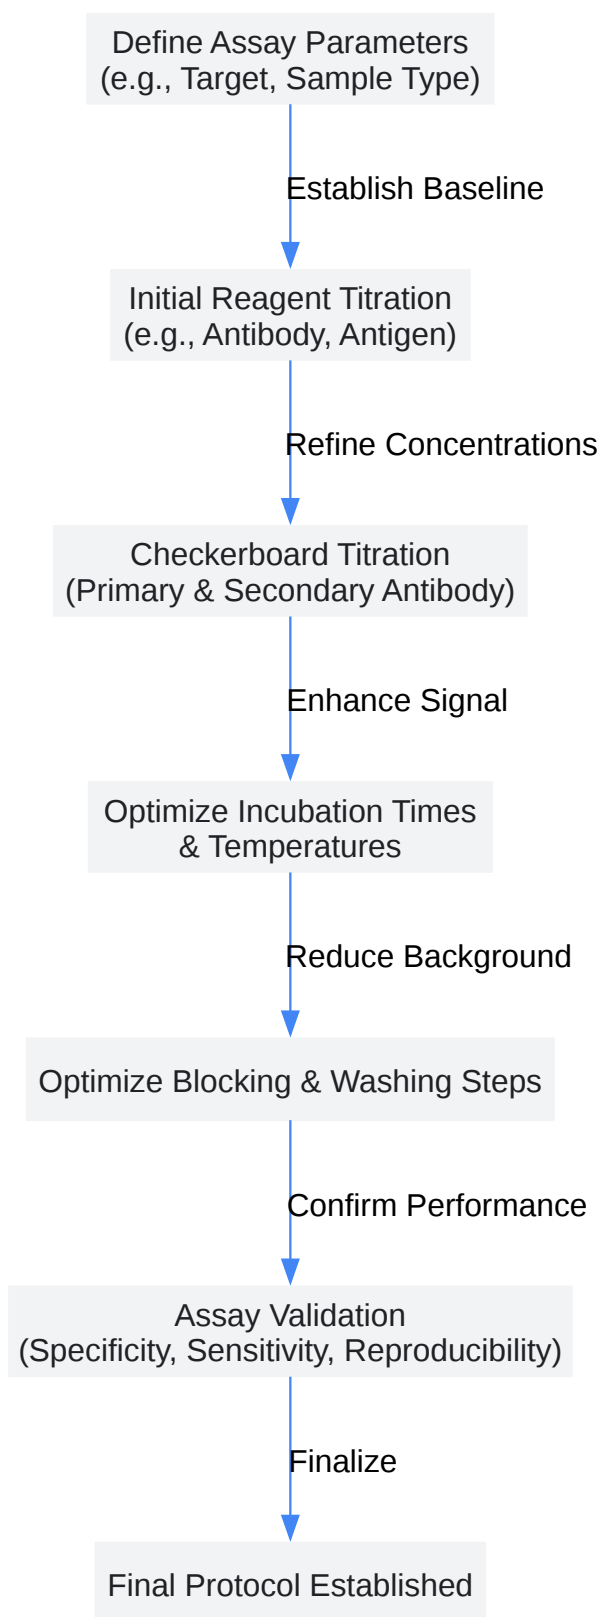 Define Assay Parameters
(e.g., Target, Sample Type)
Establish Baseline
Initial Reagent Titration
(e.g., Antibody, Antigen)
Refine Concentrations
Checkerboard Titration
(Primary & Secondary Antibody)
Enhance Signal
Optimize Incubation Times
& Temperatures
Reduce Background
Optimize Blocking & Washing Steps
Confirm Performance
Assay Validation
(Specificity, Sensitivity, Reproducibility)
Finalize
Final Protocol Established